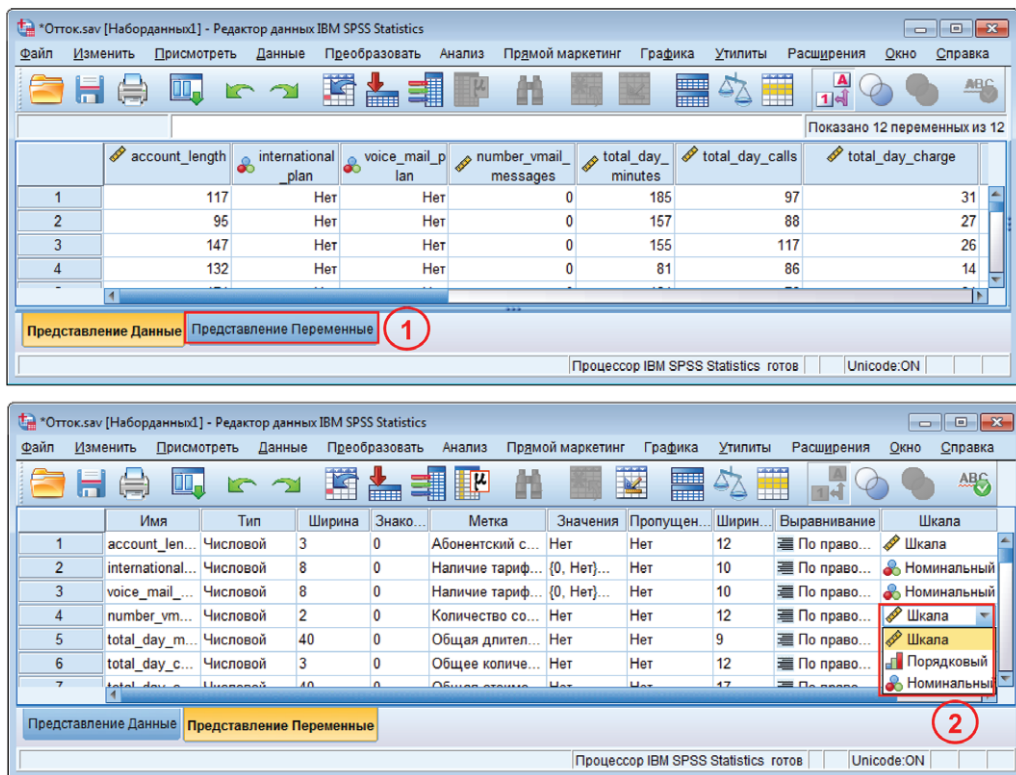 *Отток.sav [Наборданных1] - Редактор данных IBM SPSS Statistics
Файл Изменить Присмотреть Данные Преобразовать Анализ Прямой маркетинг Графика Утилиты Расширения Окно Справка
Показано 12 переменных из 12
account_length international_plan voice_mail_plan number_vmail_messages total_day_minutes total_day_calls total_day_charge
1 117 Нет Нет 0 185 97 31
2 95 Нет Нет 0 157 88 27
3 147 Нет Нет 0 155 117 26
4 132 Нет Нет 0 81 86 14
Представление Данные Представление Переменные 1
Процессор IBM SPSS Statistics готов Unicode:ON
*Отток.sav [Наборданных1] - Редактор данных IBM SPSS Statistics
Файл Изменить Присмотреть Данные Преобразовать Анализ Прямой маркетинг Графика Утилиты Расширения Окно Справка
Имя Тип Ширина Знако... Метка Значения Пропущен... Ширин... Выравнивание Шкала
1 account_len... Числовой 3 0 Абонентский с... Нет Нет 12 По право... Шкала
2 international... Числовой 8 0 Наличие тариф... {0, Нет}... Нет 10 По право... Номинальный
3 voice_mail_... Числовой 8 0 Наличие тариф... {0, Нет}... Нет 10 По право... Номинальный
4 number_vm... Числовой 2 0 Количество со... Нет Нет 12 По право... Шкала
5 total_day_m... Числовой 40 0 Общая длител... Нет Нет 9 По право... Шкала
6 total_day_c... Числовой 3 0 Общее количе... Нет Нет 12 По право... Порядковый
Номинальный
2
Представление Данные Представление Переменные
Процессор IBM SPSS Statistics готов Unicode:ON